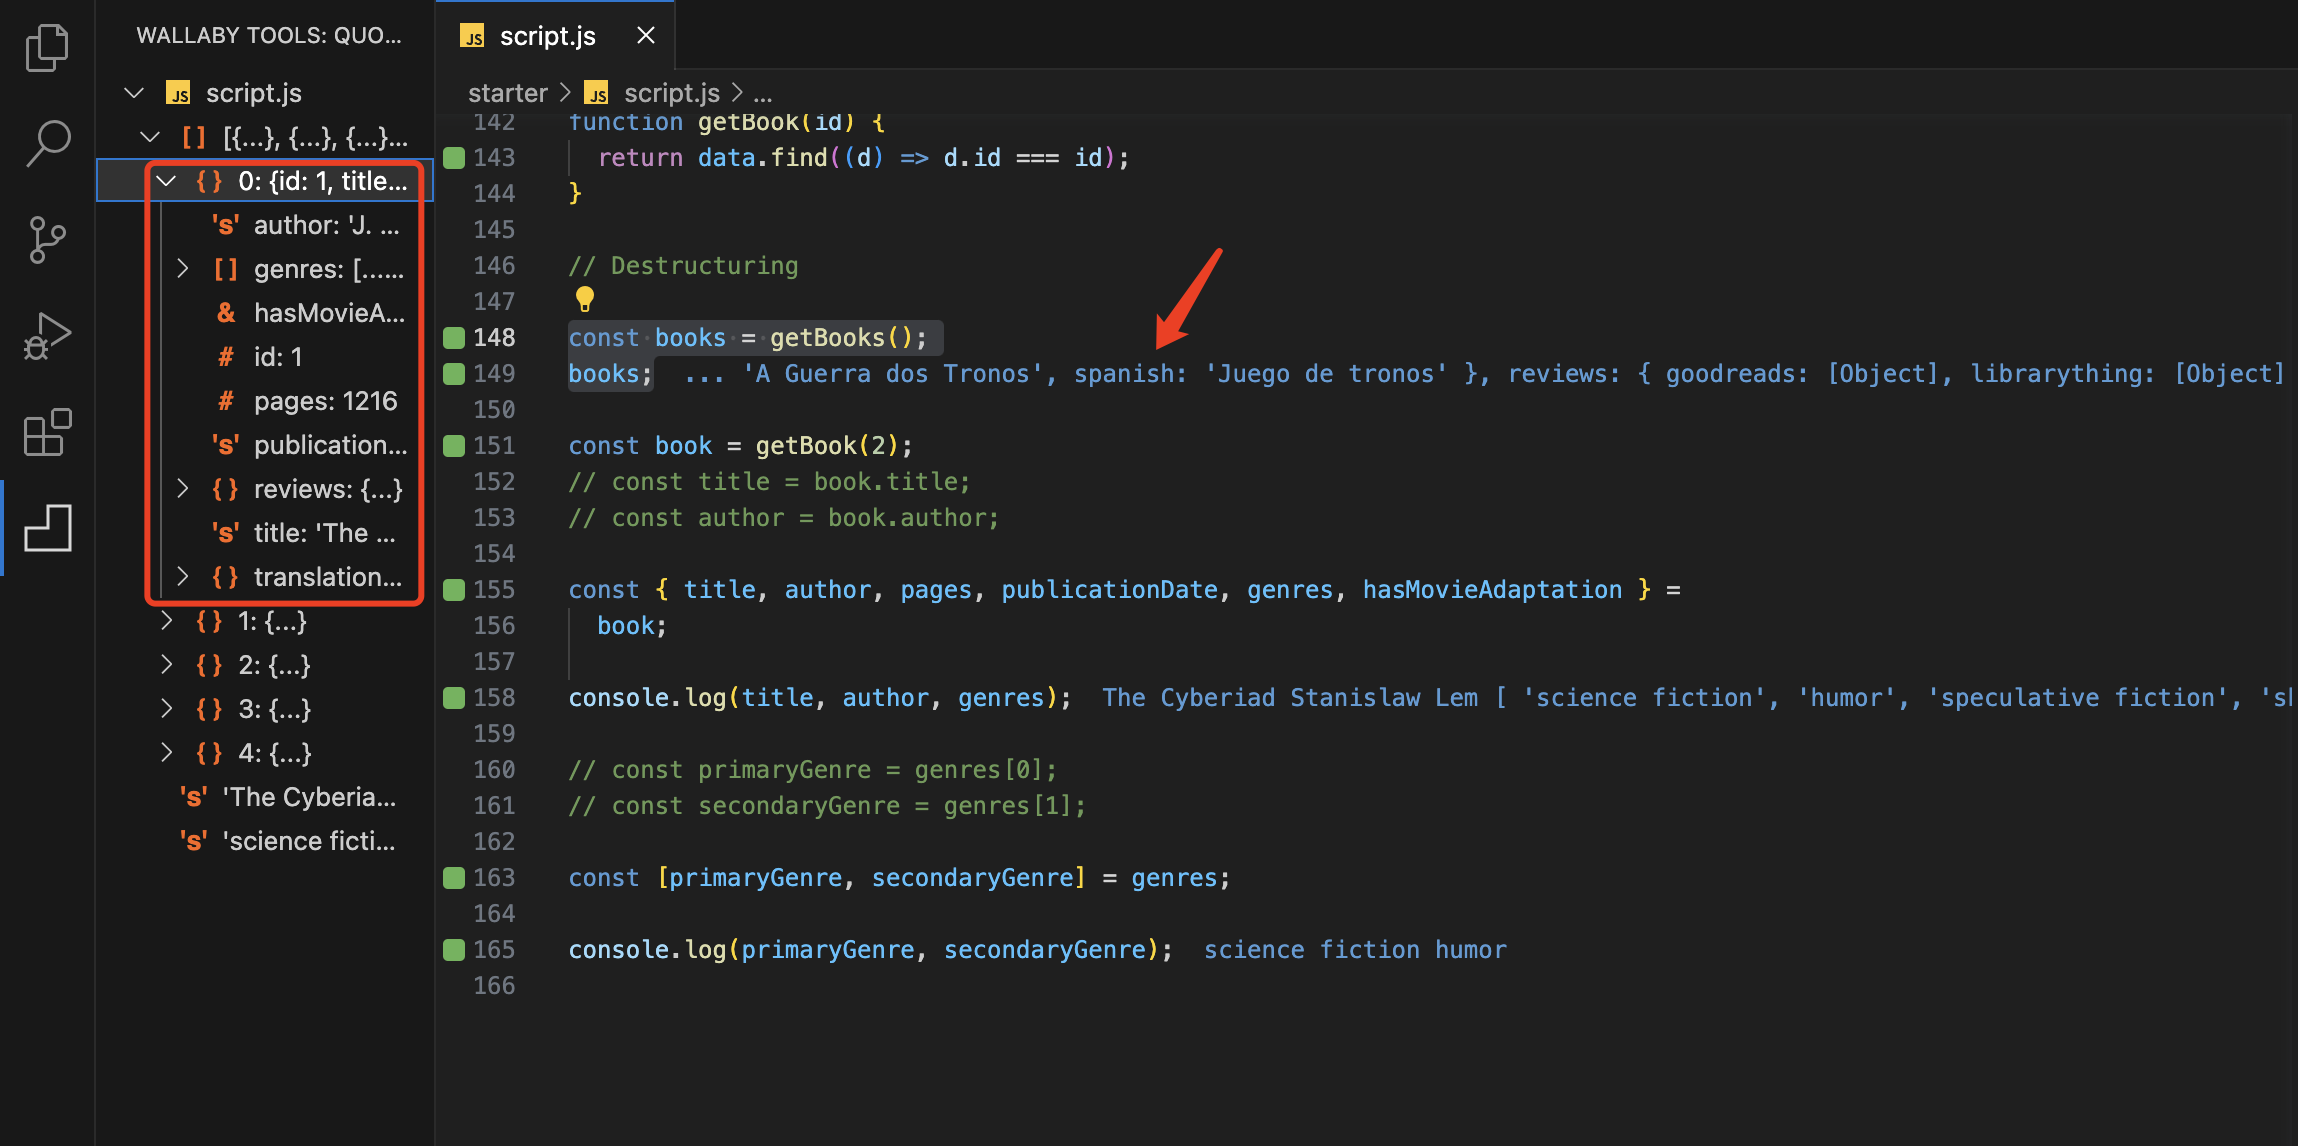 WALLABY TOOLS: QUO...
JS script.js
[] [{...}, {...}, {...}...
{} 0: {id: 1, title...
's' author: 'J. ...
[] genres: [......
& hasMovieA...
# id: 1
# pages: 1216
's' publication...
{} reviews: {...}
's' title: 'The ...
{} translation...
{} 1: {...}
{} 2: {...}
{} 3: {...}
{} 4: {...}
's' 'The Cyberia...
's' 'science ficti...
JS script.js
starter > JS script.js > ...
142 function getBook(id) {
143 return data.find((d) => d.id === id);
144 }
145
146 // Destructuring
147
148 const books = getBooks();
149 books; ... 'A Guerra dos Tronos', spanish: 'Juego de tronos' }, reviews: { goodreads: [Object], librarything: [Object]
150
151 const book = getBook(2);
152 // const title = book.title;
153 // const author = book.author;
154
155 const { title, author, pages, publicationDate, genres, hasMovieAdaptation } =
156 book;
157
158 console.log(title, author, genres); The Cyberiad Stanislaw Lem [ 'science fiction', 'humor', 'speculative fiction',
159
160 // const primaryGenre = genres[0];
161 // const secondaryGenre = genres[1];
162
163 const [primaryGenre, secondaryGenre] = genres;
164
165 console.log(primaryGenre, secondaryGenre); science fiction humor
166